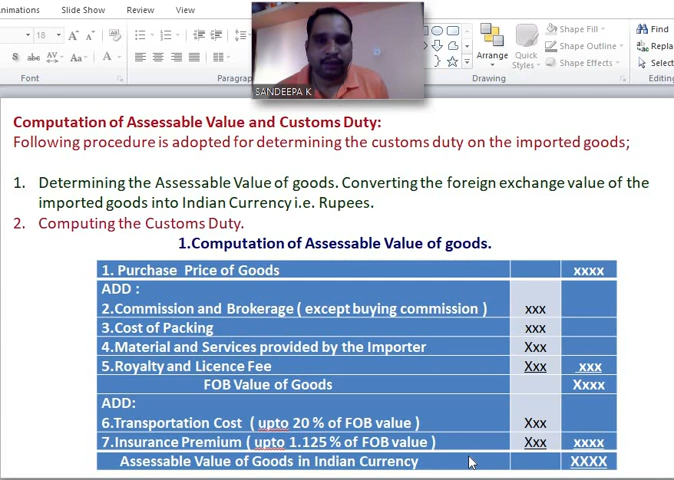 nimations
Slide Show
Review
View
18
Aa
A
Font
Paragr
SANDEEPA K
Arrange
Quick
Styles
Shape Fill
Shape Outline
Shape Effects
Drawing
Find
Repla
Select
Editing
Computation of Assessable Value and Customs Duty:
Following procedure is adopted for determining the customs duty on the imported goods;
1. Determining the Assessable Value of goods. Converting the foreign exchange value of the
imported goods into Indian Currency i.e. Rupees.
2. Computing the Customs Duty.
1.Computation of Assessable Value of goods.
1. Purchase Price of Goods xxxx
ADD :
2.Commission and Brokerage ( except buying commission ) xxx
3.Cost of Packing xxx
4.Material and Services provided by the Importer Xxx
5.Royalty and Licence Fee Xxx xxx
FOB Value of Goods Xxxx
ADD:
6.Transportation Cost ( upto 20 % of FOB value ) Xxx
7.Insurance Premium ( upto 1.125 % of FOB value ) Xxx xxxx
Assessable Value of Goods in Indian Currency XXXX